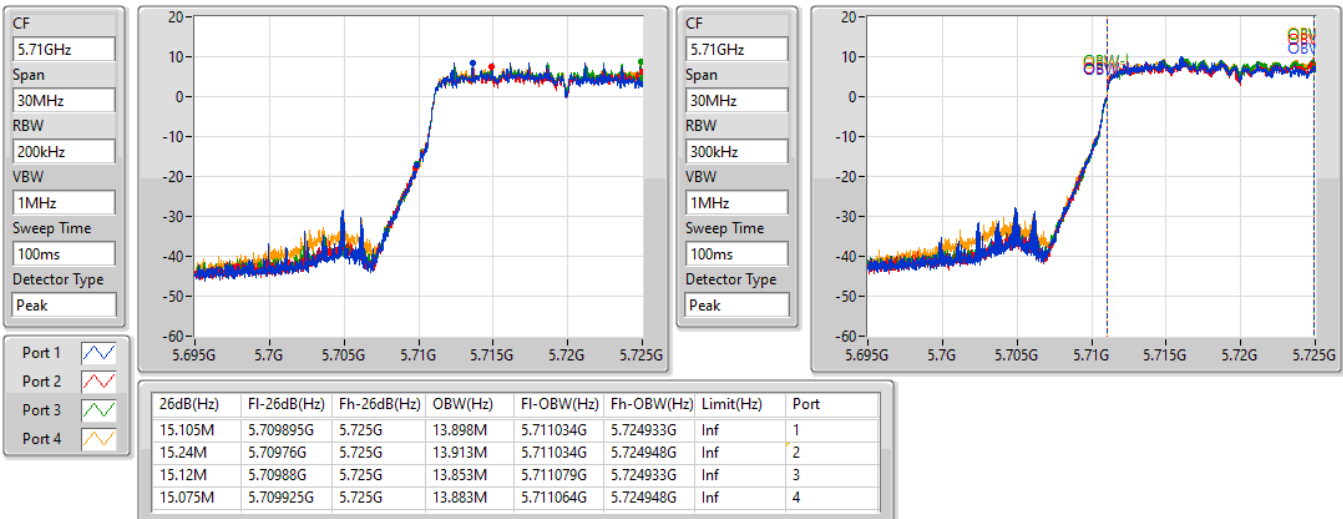 CF
5.71GHz
Span
30MHz
RBW
200kHz
VBW
1MHz
Sweep Time
100ms
Detector Type
Peak
20
10
0
-10
-20
-30
-40
-50
-60
5.695G 5.7G 5.705G 5.71G 5.715G 5.72G 5.725G
CF
5.71GHz
Span
30MHz
RBW
300kHz
VBW
1MHz
Sweep Time
100ms
Detector Type
Peak
20
10
0
-10
-20
-30
-40
-50
-60
5.695G 5.7G 5.705G 5.71G 5.715G 5.72G 5.725G
Port 1
Port 2
Port 3
Port 4
26dB(Hz) Fl-26dB(Hz) Fh-26dB(Hz) OBW(Hz) Fl-OBW(Hz) Fh-OBW(Hz) Limit(Hz) Port
15.105M 5.709895G 5.725G 13.898M 5.711034G 5.724933G Inf 1
15.24M 5.70976G 5.725G 13.913M 5.711034G 5.724948G Inf 2
15.12M 5.70988G 5.725G 13.853M 5.711079G 5.724933G Inf 3
15.075M 5.709925G 5.725G 13.883M 5.711064G 5.724948G Inf 4